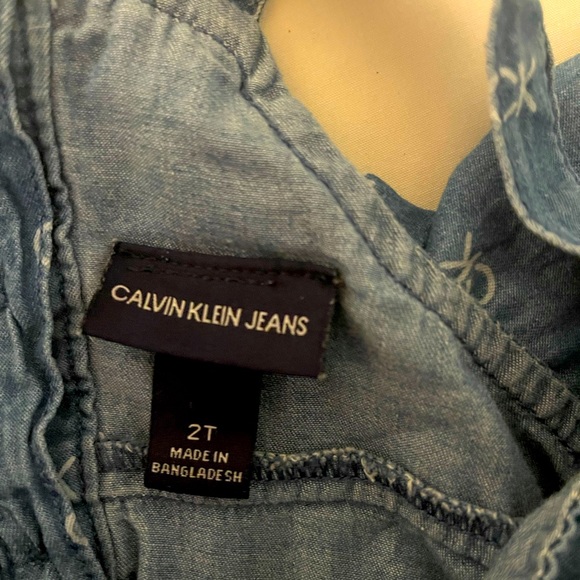 CALVIN KLEIN JEANS
2T
MADE IN
BANGLADESH